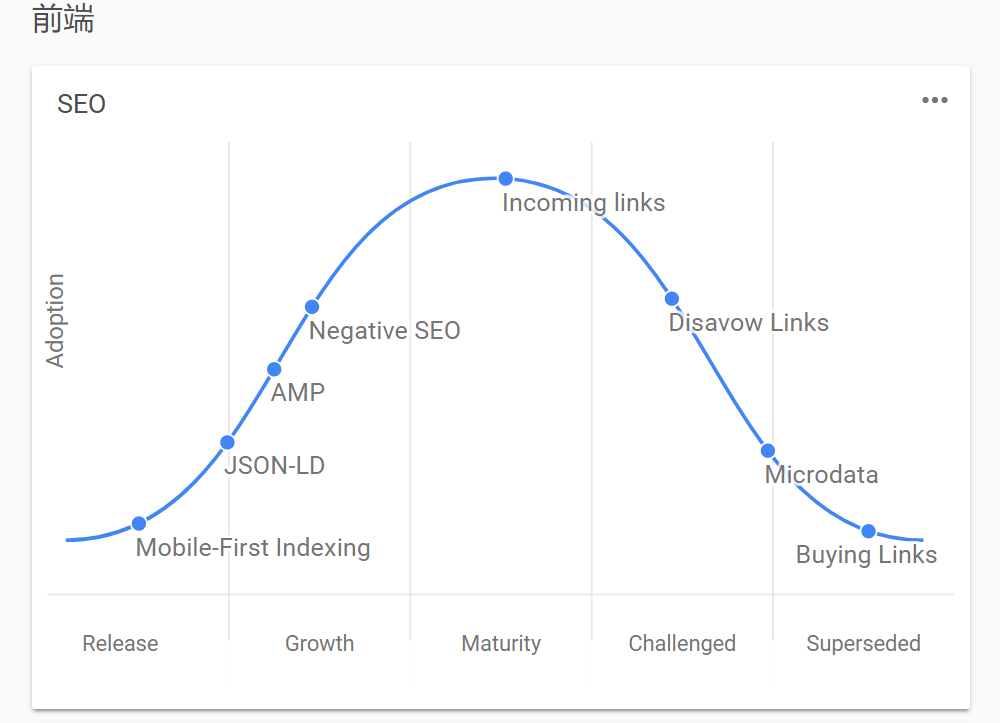 前端
SEO
•••
Adoption
Incoming links
Negative SEO
Disavow Links
AMP
JSON-LD
Microdata
Mobile-First Indexing
Buying Links
Release
Growth
Maturity
Challenged
Superseded